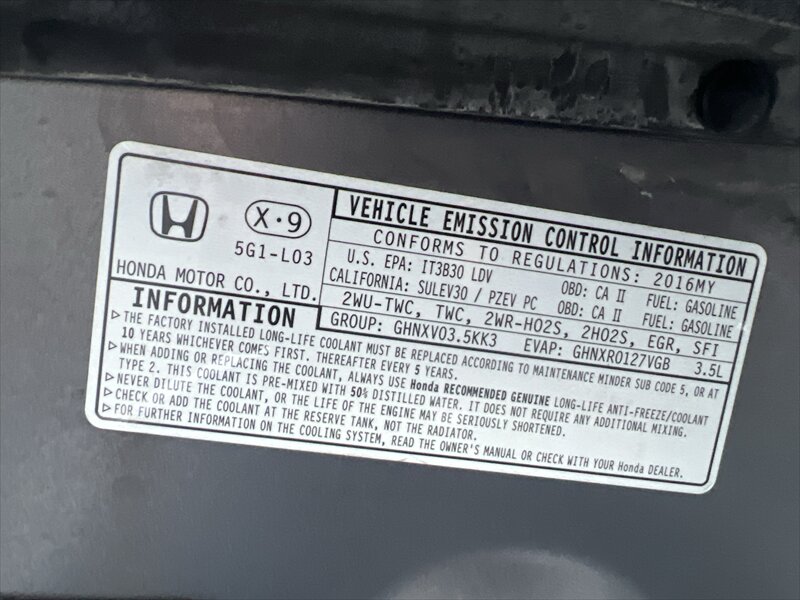 X·9
5G1-L03
HONDA MOTOR CO., LTD.
VEHICLE EMISSION CONTROL INFORMATION
CONFORMS TO REGULATIONS: 2016MY
U.S. EPA: IT3B30 LDV OBD: CA II FUEL: GASOLINE
CALIFORNIA: SULEV30 / PZEV PC OBD: CA II FUEL: GASOLINE
2WU-TWC, TWC, 2WR-HO2S, 2HO2S, EGR, SFI
GROUP: GHNXV03.5KK3 EVAP: GHNXR0127VGB 3.5L
INFORMATION
▷THE FACTORY INSTALLED LONG-LIFE COOLANT MUST BE REPLACED ACCORDING TO MAINTENANCE MINDER SUB CODE 5, OR AT
10 YEARS WHICHEVER COMES FIRST. THEREAFTER EVERY 5 YEARS.
▷WHEN ADDING OR REPLACING THE COOLANT, ALWAYS USE Honda RECOMMENDED GENUINE LONG-LIFE ANTI-FREEZE/COOLANT
TYPE 2. THIS COOLANT IS PRE-MIXED WITH 50% DISTILLED WATER. IT DOES NOT REQUIRE ANY ADDITIONAL MIXING.
▷NEVER DILUTE THE COOLANT, OR THE LIFE OF THE ENGINE MAY BE SERIOUSLY SHORTENED.
▷CHECK OR ADD THE COOLANT AT THE RESERVE TANK, NOT THE RADIATOR.
▷FOR FURTHER INFORMATION ON THE COOLING SYSTEM, READ THE OWNER'S MANUAL OR CHECK WITH YOUR Honda DEALER.